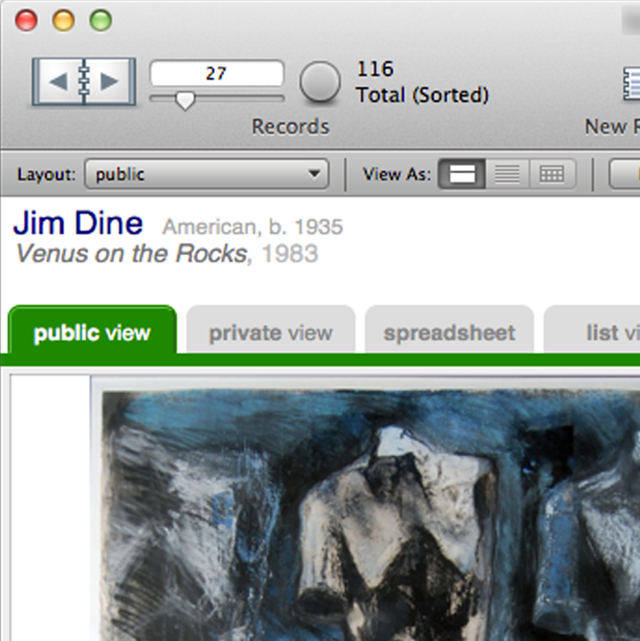 27
116
Total (Sorted)
Records
New
Layout: public
View As:
Jim Dine American, b. 1935
Venus on the Rocks, 1983
public view
private view
spreadsheet
list vi